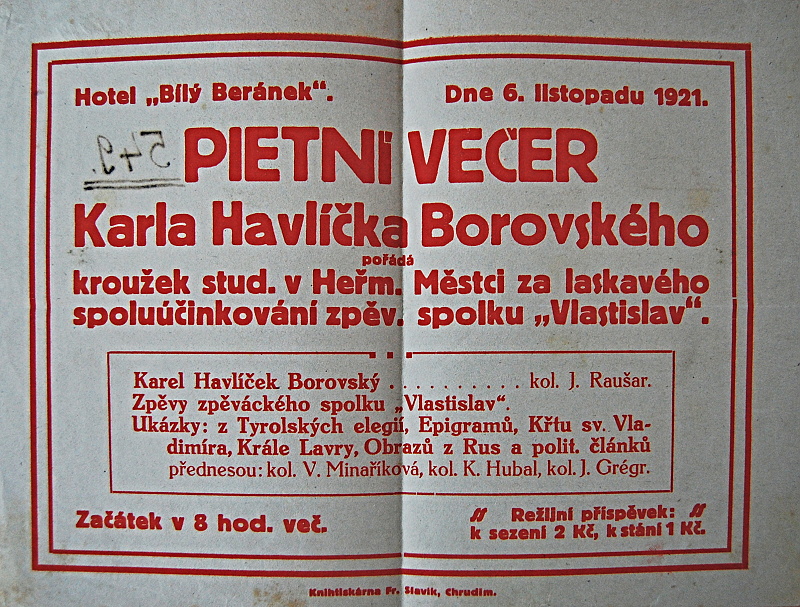 Hotel „Bílý Beránek“.
Dne 6. listopadu 1921.
549.
PIETNÍ VEČER
Karla Havlíčka Borovského
pořádá
kroužek stud. v Heřm. Městci za laskavého
spoluúčinkování zpěv. spolku „Vlastislav“.
Karel Havlíček Borovský . . . . . . . . . . kol. J. Raušar.
Zpěvy zpěváckého spolku „Vlastislav“.
Ukázky: z Tyrolských elegií, Epigramů, Křtu sv. Vla-
dimíra, Krále Lavry, Obrazů z Rus a polit. článků
přednesou: kol. V. Minaříková, kol. K. Hubal, kol. J. Grégr.
Začátek v 8 hod. več.
Režijní příspěvek:
k sezení 2 Kč, k stání 1 Kč.
Knihtiskárna Fr. Slavík, Chrudim.